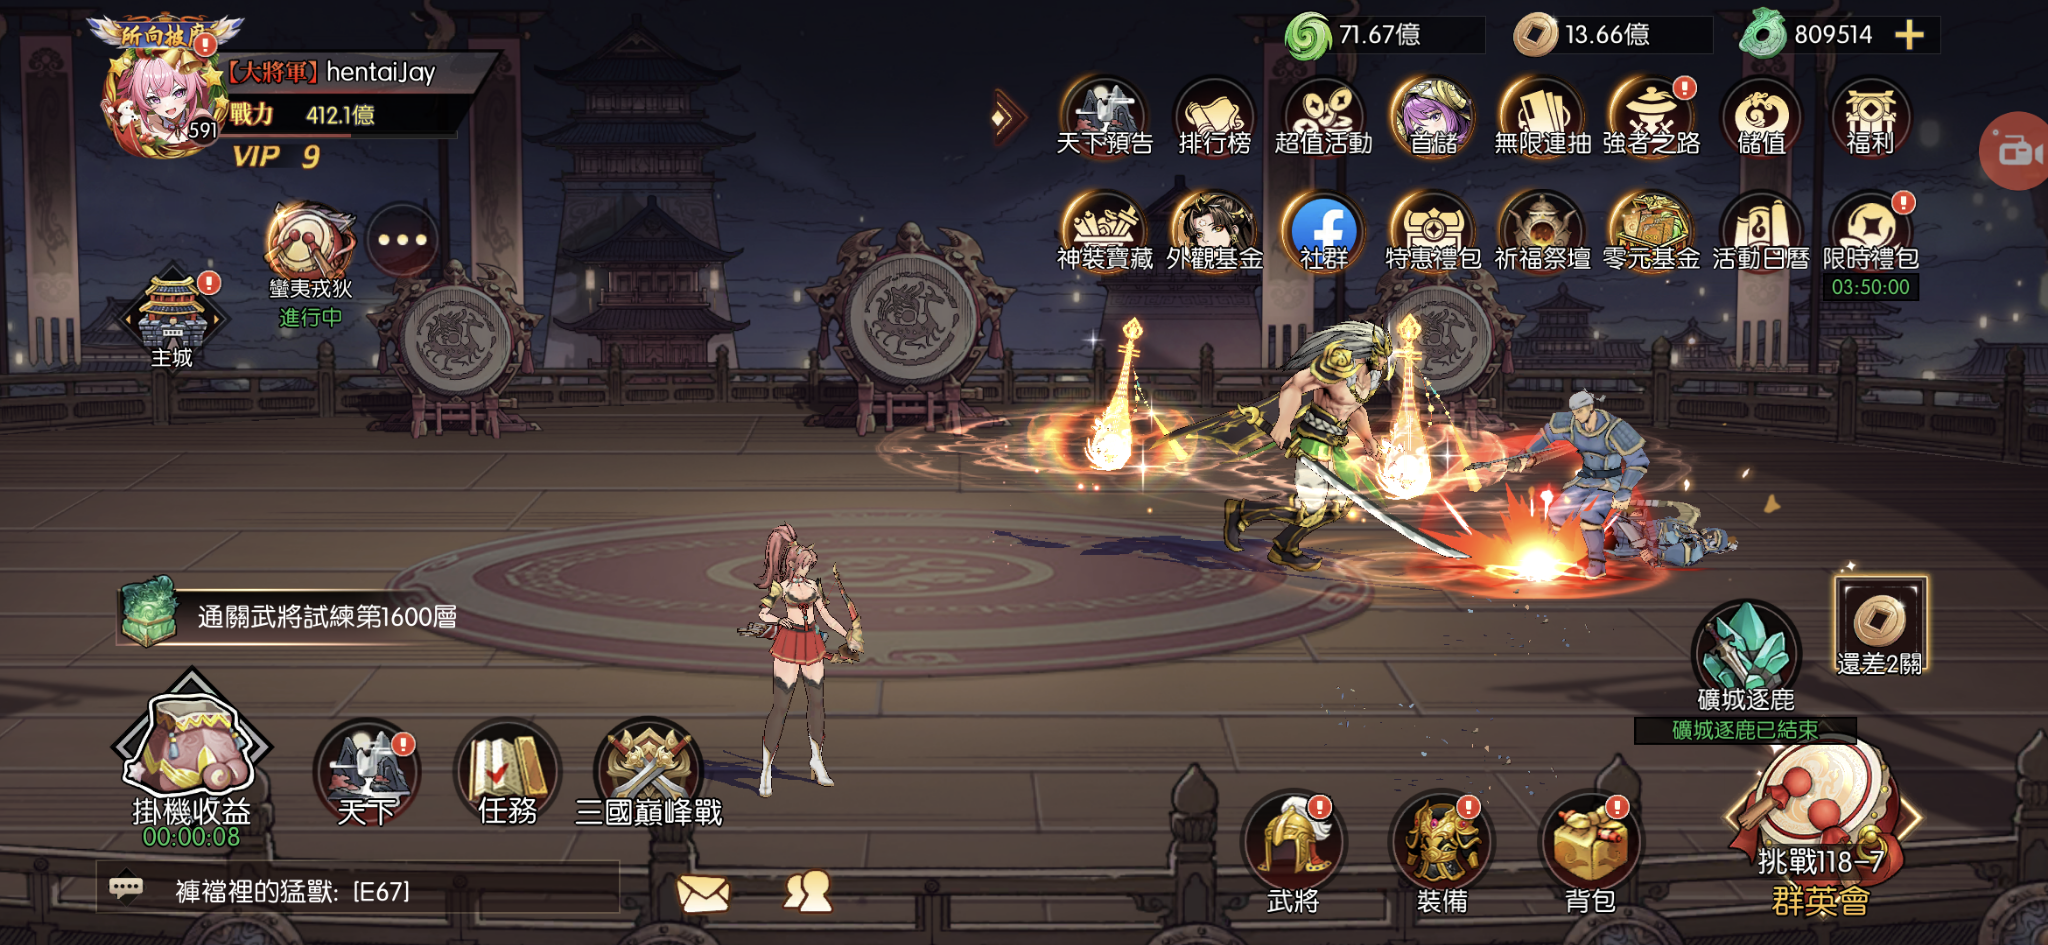 所向披靡
【大將軍】hentaiJay
591
戰力 412.1億
VIP 9
71.67億
13.66億
809514
天下預告
排行榜
超值活動
首儲
無限連抽
強者之路
儲值
福利
神裝寶藏
外觀基金
社群
特惠禮包
祈福祭壇
零元基金
活動日曆
限時禮包
03:50:00
蠻夷戎狄
進行中
主城
通關武將試練第1600層
還差2關
礦城逐鹿
礦城逐鹿已結束
掛機收益
00:00:08
天下
任務
三國巔峰戰
褲襠裡的猛獸: [E67]
武將
裝備
背包
挑戰118-7
群英會